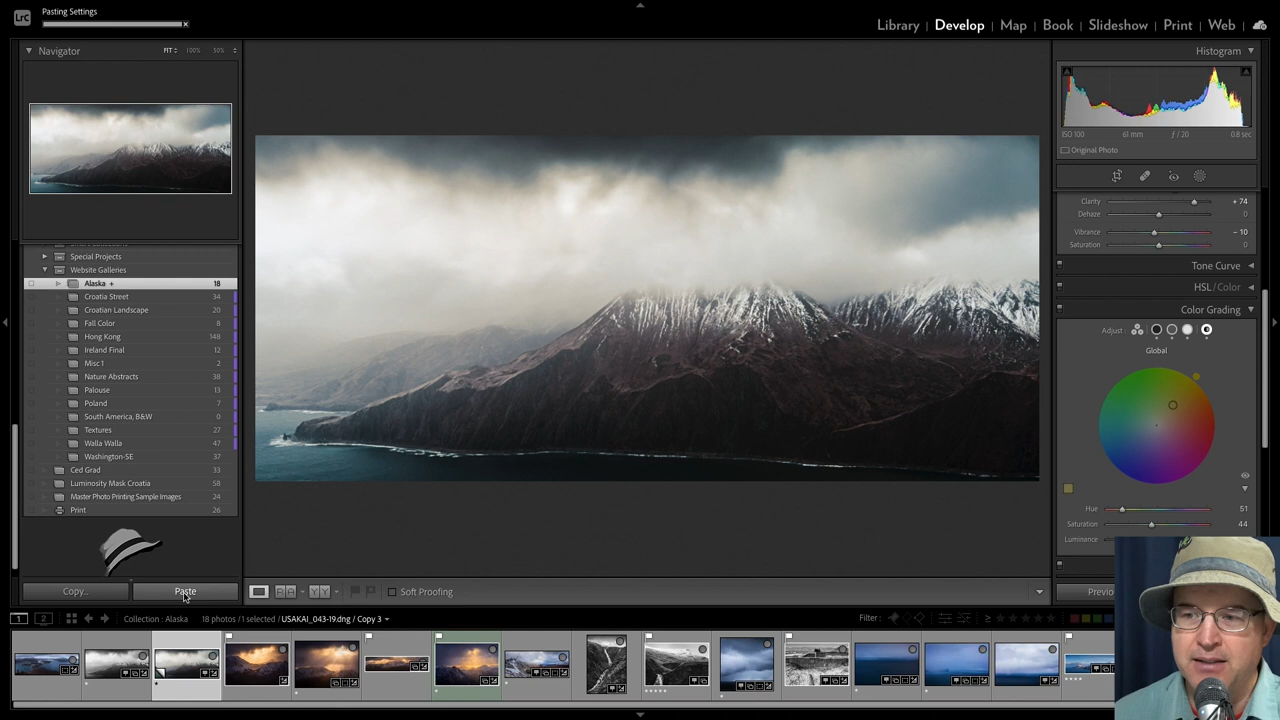 LrC
Pasting Settings
Library | Develop | Map | Book | Slideshow | Print | Web
Navigator
FIT
100%
50%
Histogram
ISO 100
61 mm
ƒ / 20
0.8 sec
Original Photo
Clarity
+ 74
Dehaze
0
Vibrance
– 10
Saturation
0
Tone Curve
HSL / Color
Color Grading
Adjust :
Global
Hue
51
Saturation
44
Luminance
Special Projects
Website Galleries
Alaska +
18
Croatia Street
34
Croatian Landscape
20
Fall Color
8
Hong Kong
148
Ireland Final
12
Misc 1
2
Nature Abstracts
38
Palouse
13
Poland
7
South America, B&W
0
Textures
27
Walla Walla
47
Washington-SE
37
Ced Grad
33
Luminosity Mask Croatia
58
Master Photo Printing Sample Images
24
Print
26
Copy...
Paste
Soft Proofing
1
2
Collection : Alaska
18 photos / 1 selected / USAKAI_043-19.dng / Copy 3
Filter :